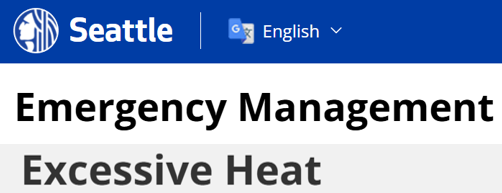 Seattle English
Emergency Management
Excessive Heat